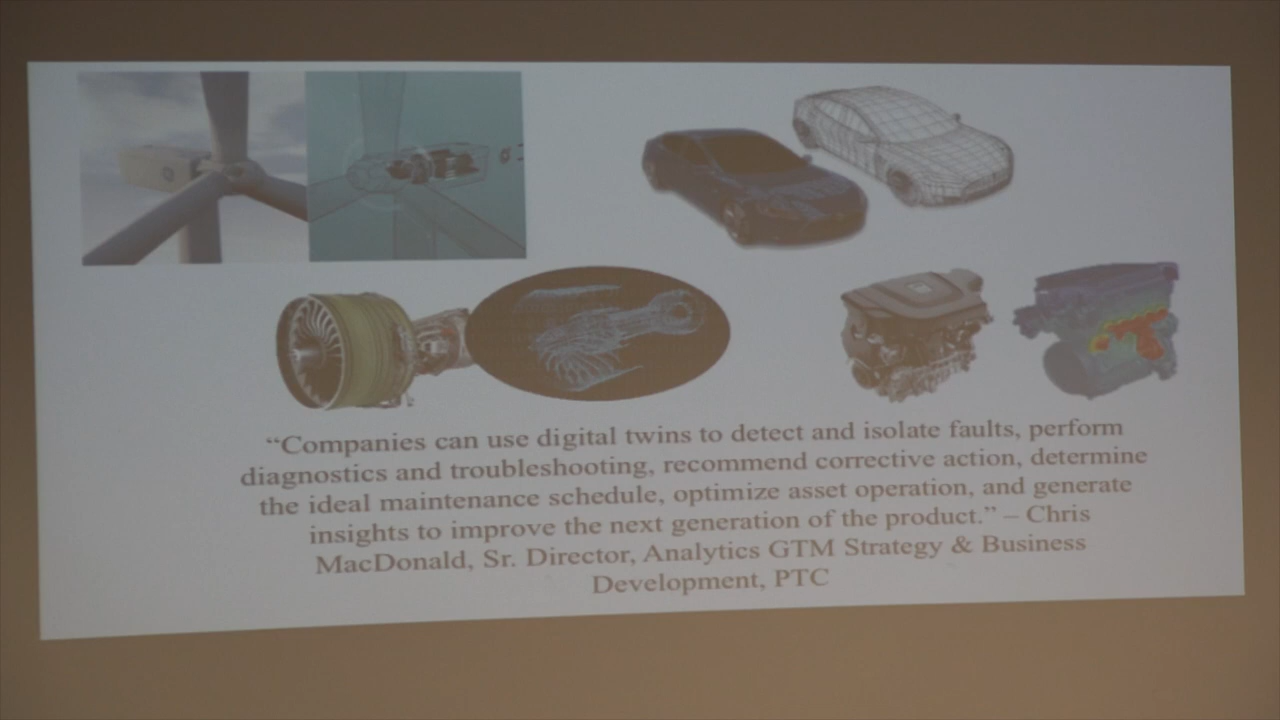 “Companies can use digital twins to detect and isolate faults, perform
diagnostics and troubleshooting, recommend corrective action, determine
the ideal maintenance schedule, optimize asset operation, and generate
insights to improve the next generation of the product.” – Chris
MacDonald, Sr. Director, Analytics GTM Strategy & Business
Development, PTC